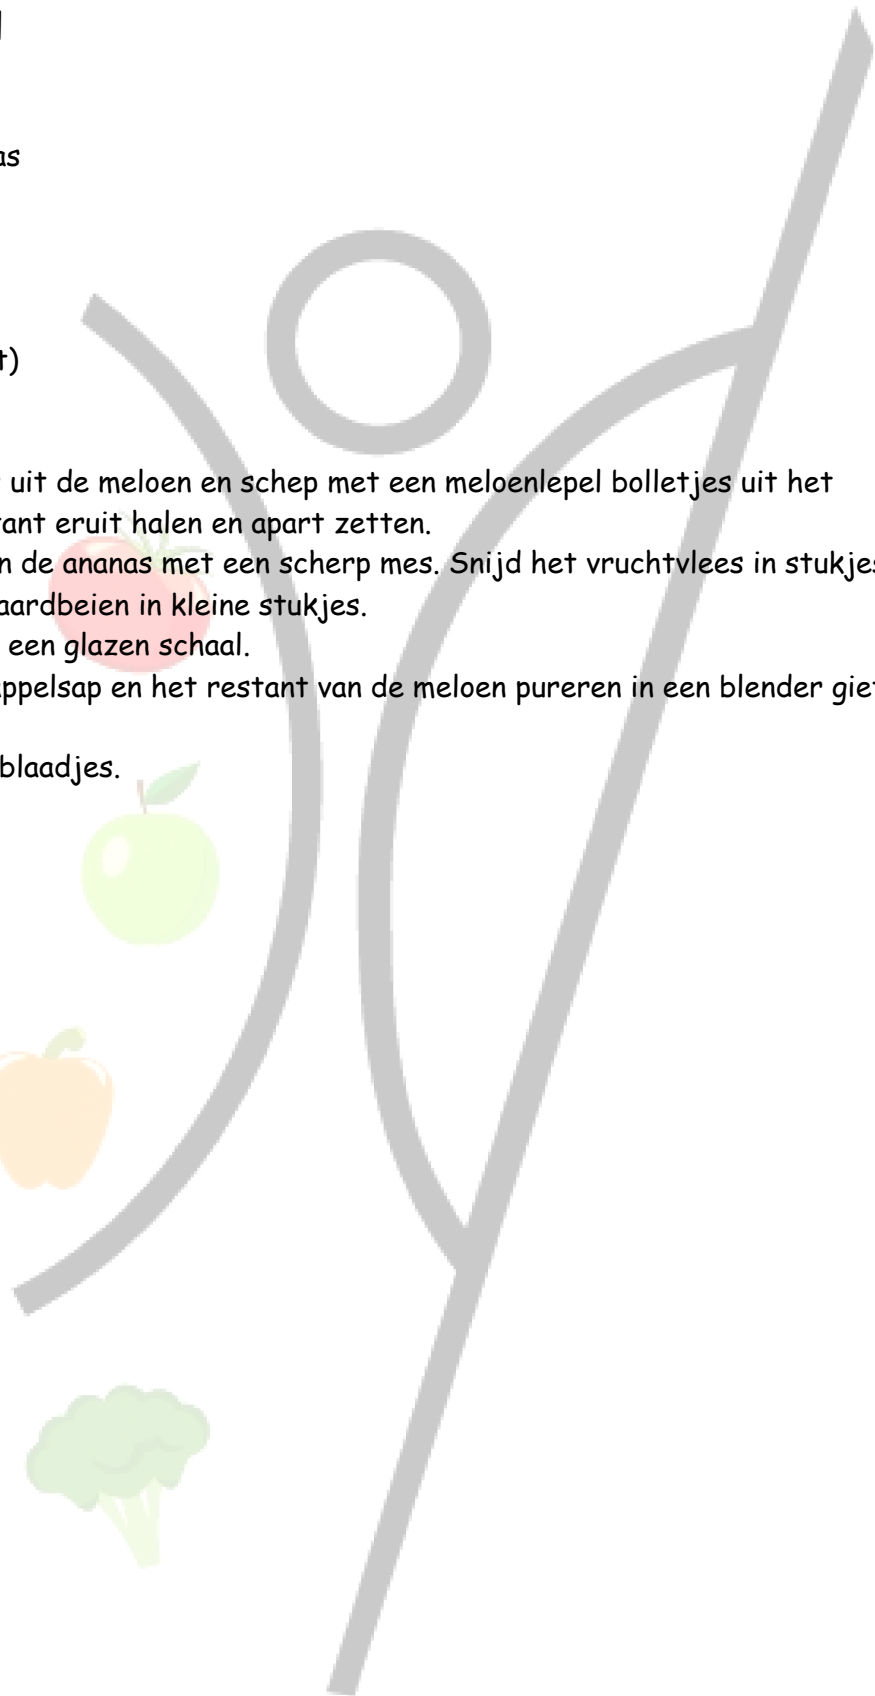 as
t)
uit de meloen en schep met een meloenlepel bolletjes uit het
tant eruit halen en apart zetten.
n de ananas met een scherp mes. Snijd het vruchtvlees in stukjes
aardbeien in kleine stukjes.
een glazen schaal.
ppelsap en het restant van de meloen pureren in een blender giet
blaadjes.